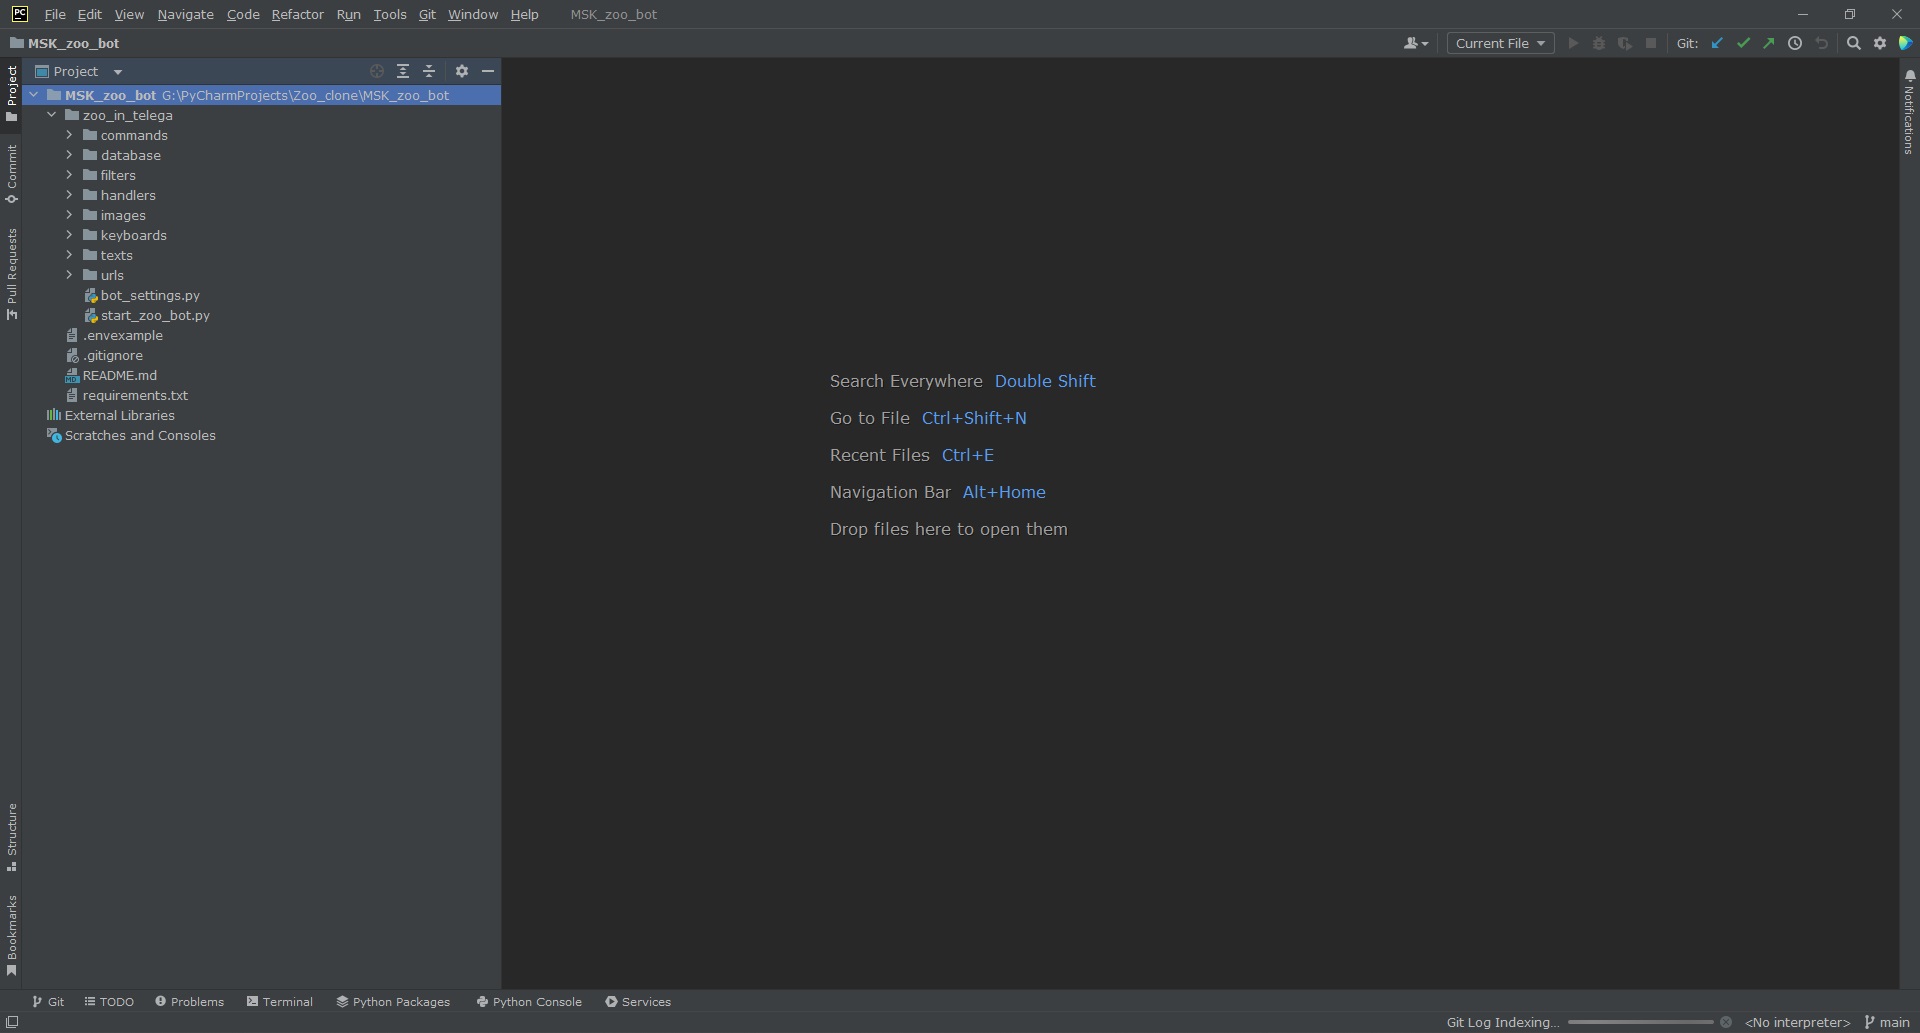 PC File Edit View Navigate Code Refactor Run Tools Git Window Help MSK_zoo_bot
MSK_zoo_bot Current File Git:
Project
MSK_zoo_bot G:\PyCharmProjects\Zoo_clone\MSK_zoo_bot
zoo_in_telega
commands
database
filters
handlers
images
keyboards
texts
urls
bot_settings.py
start_zoo_bot.py
.envexample
.gitignore
MD README.md
requirements.txt
External Libraries
Scratches and Consoles
Project
Commit
Pull Requests
Structure
Bookmarks
Search Everywhere Double Shift
Go to File Ctrl+Shift+N
Recent Files Ctrl+E
Navigation Bar Alt+Home
Drop files here to open them
Notifications
Git TODO Problems Terminal Python Packages Python Console Services
Git Log Indexing... <No interpreter> main